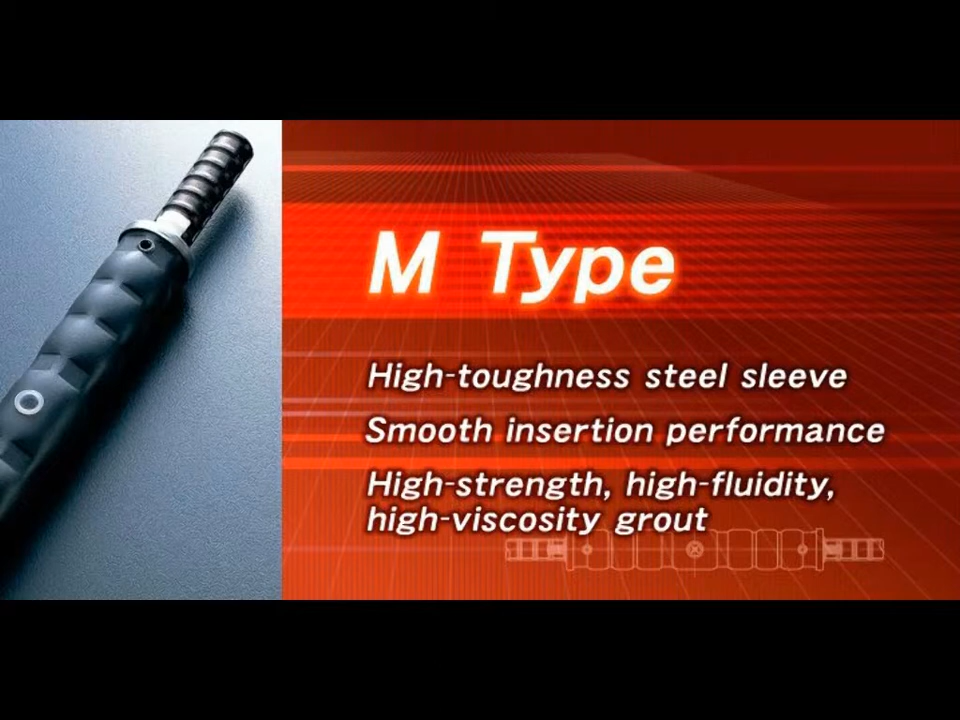 M Type
High-toughness steel sleeve
Smooth insertion performance
High-strength, high-fluidity,
high-viscosity grout